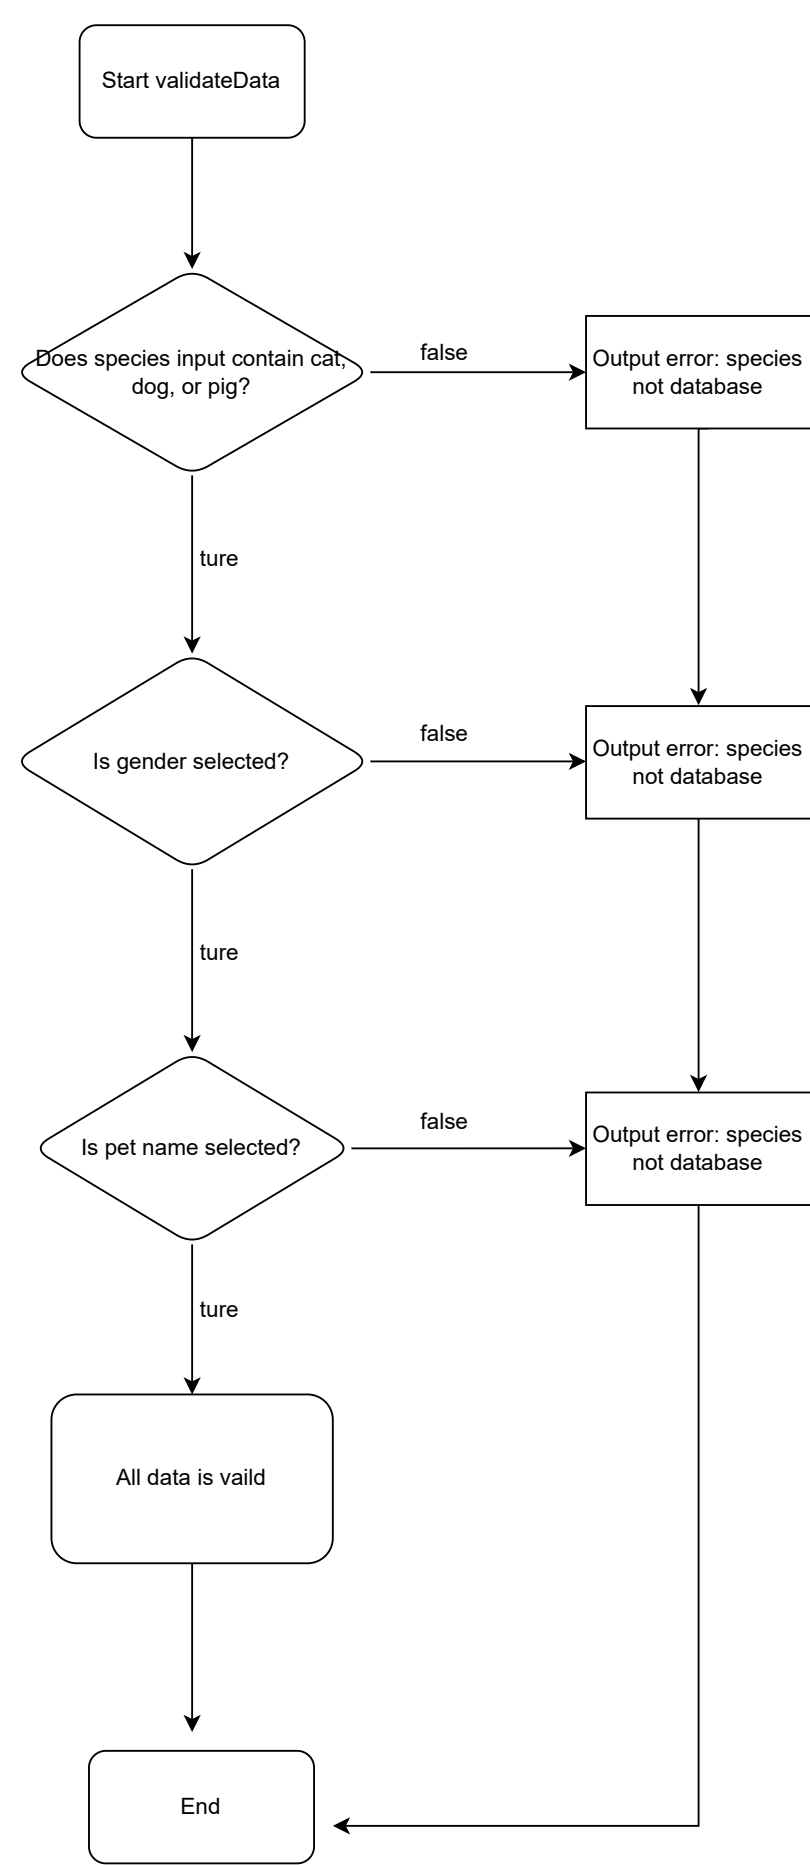 Start validateData
Does species input contain cat,
dog, or pig?
false
Output error: species
not database
ture
Is gender selected?
false
Output error: species
not database
ture
Is pet name selected?
false
Output error: species
not database
ture
All data is vaild
End